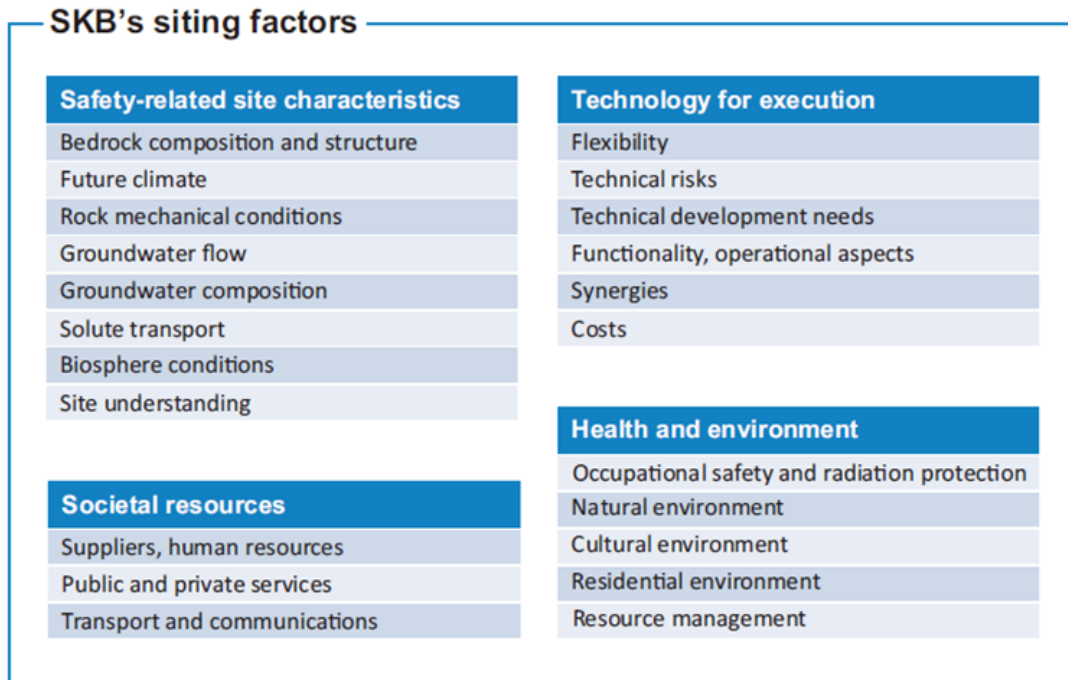 SKB's siting factors
Safety-related site characteristics
Bedrock composition and structure
Future climate
Rock mechanical conditions
Groundwater flow
Groundwater composition
Solute transport
Biosphere conditions
Site understanding
Societal resources
Suppliers, human resources
Public and private services
Transport and communications
Technology for execution
Flexibility
Technical risks
Technical development needs
Functionality, operational aspects
Synergies
Costs
Health and environment
Occupational safety and radiation protection
Natural environment
Cultural environment
Residential environment
Resource management